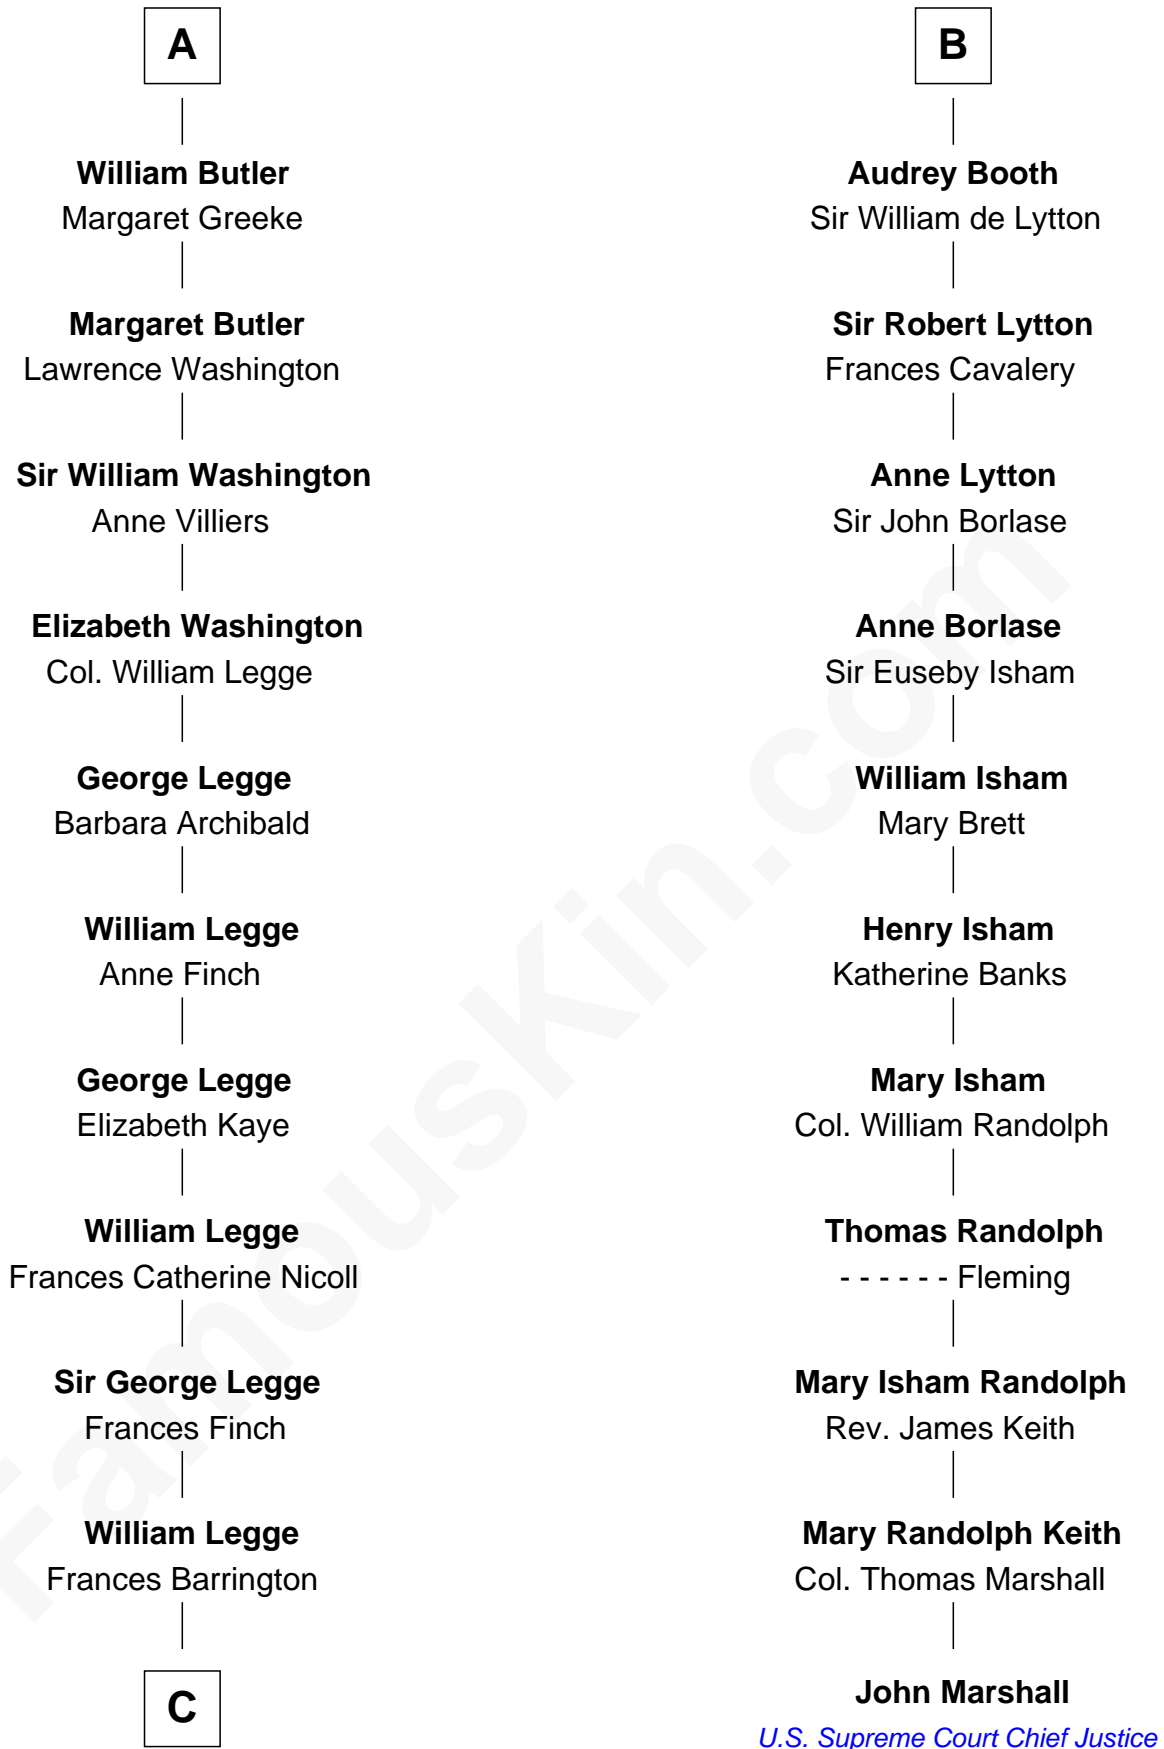 A
William Butler
Margaret Greeke
Margaret Butler
Lawrence Washington
Sir William Washington
Anne Villiers
Elizabeth Washington
Col. William Legge
George Legge
Barbara Archibald
William Legge
Anne Finch
George Legge
Elizabeth Kaye
William Legge
Frances Catherine Nicoll
Sir George Legge
Frances Finch
William Legge
Frances Barrington
C
B
Audrey Booth
Sir William de Lytton
Sir Robert Lytton
Frances Cavalery
Anne Lytton
Sir John Borlase
Anne Borlase
Sir Euseby Isham
William Isham
Mary Brett
Henry Isham
Katherine Banks
Mary Isham
Col. William Randolph
Thomas Randolph
- - - - - - Fleming
Mary Isham Randolph
Rev. James Keith
Mary Randolph Keith
Col. Thomas Marshall
John Marshall
U.S. Supreme Court Chief Justice
FamousKin.com